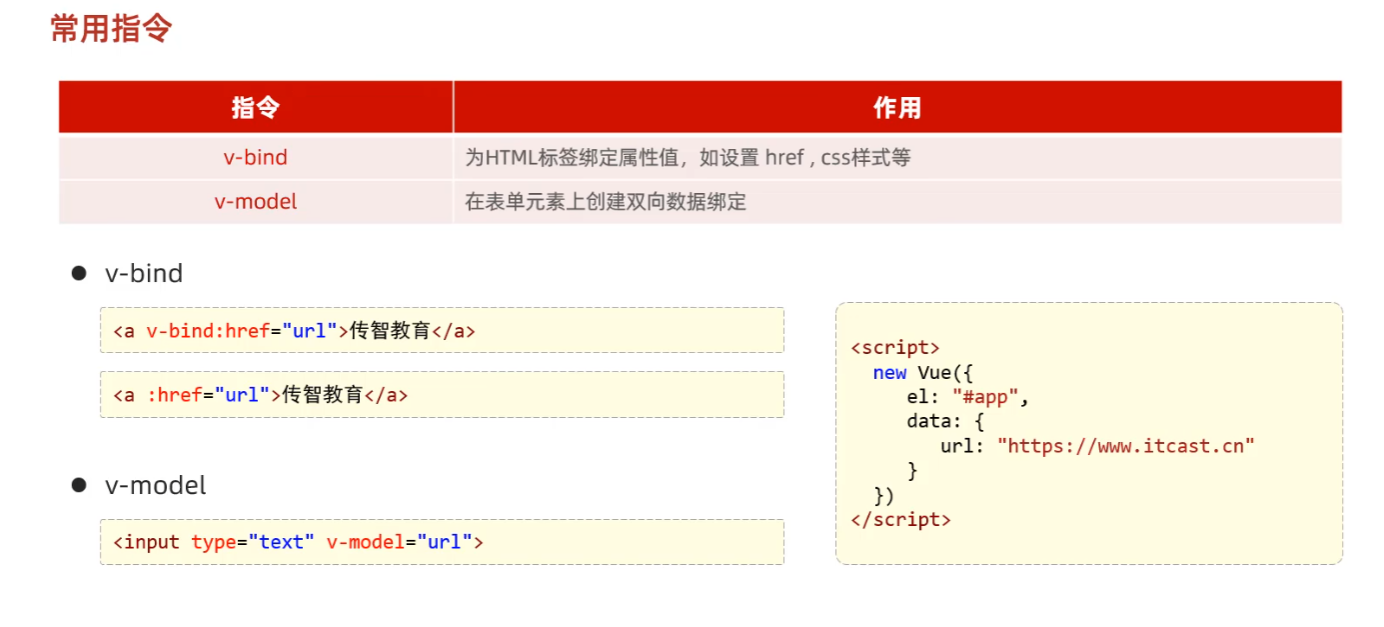 常用指令
指令 作用
v-bind 为HTML标签绑定属性值，如设置 href , css样式等
v-model 在表单元素上创建双向数据绑定
● v-bind
<a v-bind:href="url">传智教育</a>
<a :href="url">传智教育</a>
● v-model
<input type="text" v-model="url">
<script>
new Vue({
el: "#app",
data: {
url: "https://www.itcast.cn"
}
})
</script>